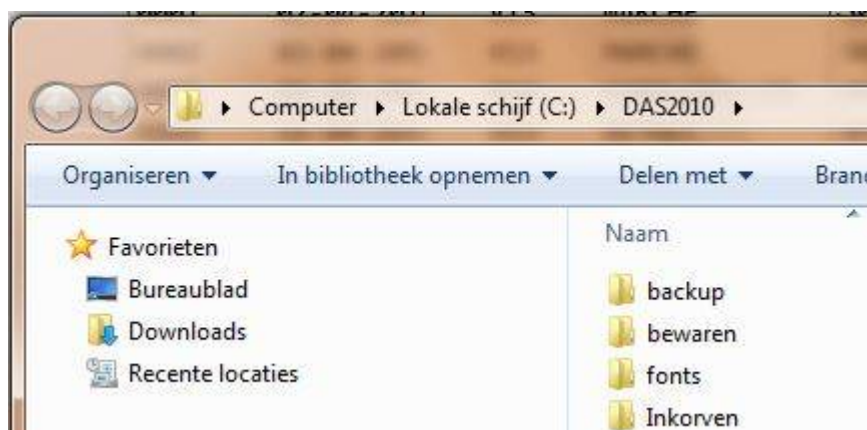 Computer Lokale schijf (C:) DAS2010
Organiseren In bibliotheek opnemen Delen met Bran
Favorieten
Bureaublad
Downloads
Recente locaties
Naam
backup
bewaren
fonts
Inkorven